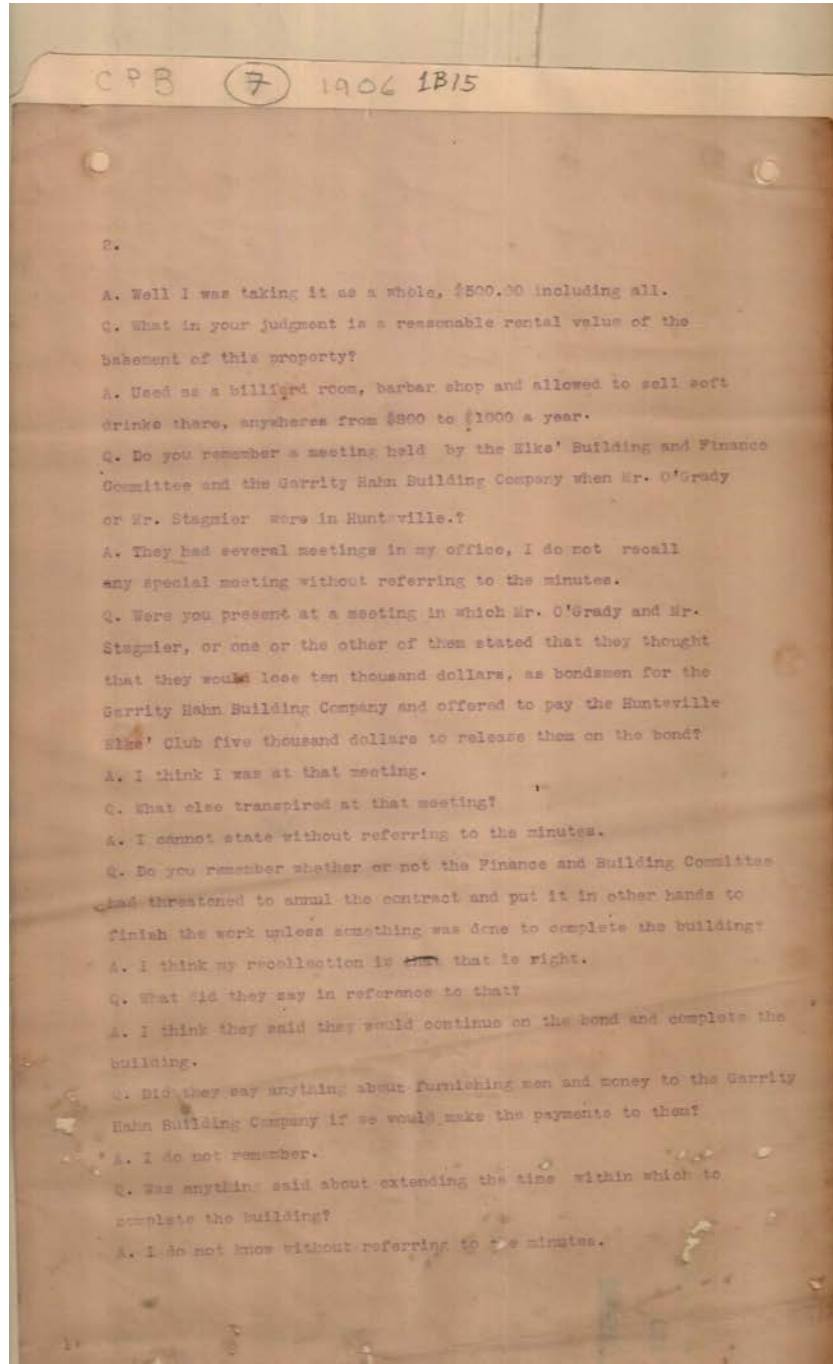 CPB 7 1906 1B15
2.
A. Well I was taking it as a whole, $500.00 including all.
Q. What in your judgment is a reasonable rental value of the
basement of this property?
A. Used as a billiard room, barbar shop and allowed to sell soft
drinks there, anywheres from $800 to $1000 a year.
Q. Do you remember a meeting held by the Elks' Building and Finance
Committee and the Garrity Hahn Building Company when Mr. O'Grady
or Mr. Stagmier were in Huntsville.?
A. They had several meetings in my office, I do not recall
any special meeting without referring to the minutes.
Q. Were you present at a meeting in which Mr. O'Grady and Mr.
Stagmier, or one or the other of them stated that they thought
that they would lose ten thousand dollars, as bondsmen for the
Garrity Hahn Building Company and offered to pay the Huntsville
Elks' Club five thousand dollars to release them on the bond?
A. I think I was at that meeting.
Q. What else transpired at that meeting?
A. I cannot state without referring to the minutes.
Q. Do you remember whether or not the Finance and Building Committee
had threatened to annul the contract and put it in other hands to
finish the work unless something was done to complete the building?
A. I think my recollection is that that is right.
Q. What did they say in reference to that?
A. I think they said they would continue on the bond and complete the
building.
Q. Did they say anything about furnishing men and money to the Garrity
Hahn Building Company if we would make the payments to them?
A. I do not remember.
Q. Was anything said about extending the time within which to
complete the building?
A. I do not know without referring to the minutes.